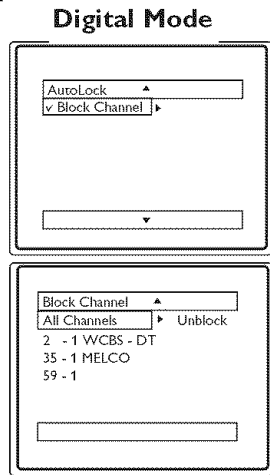 Digital Mode
AutoLock
✓ Block Channel
Block Channel
All Channels Unblock
2 - 1 WCBS - DT
35 - 1 MELCO
59 - 1